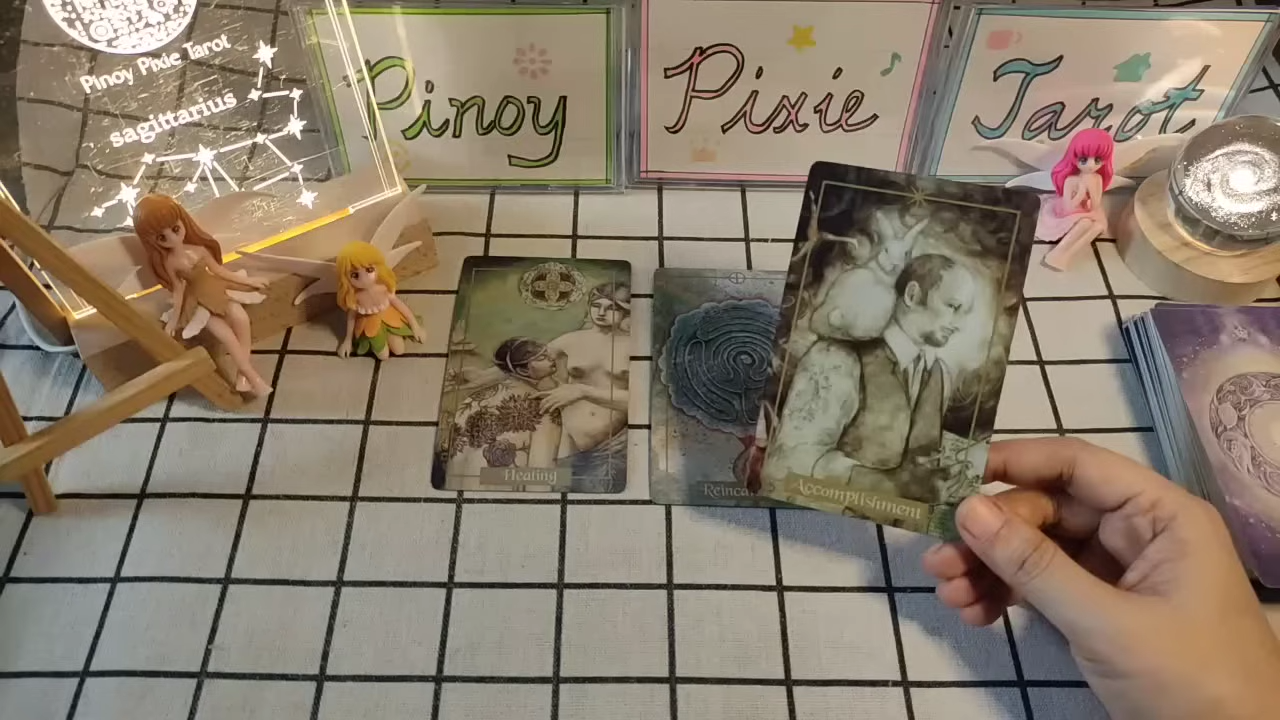 Pinoy Pixie Tarot
sagittarius
Pinoy
Pixie
Tarot
Healing
Accomplishment